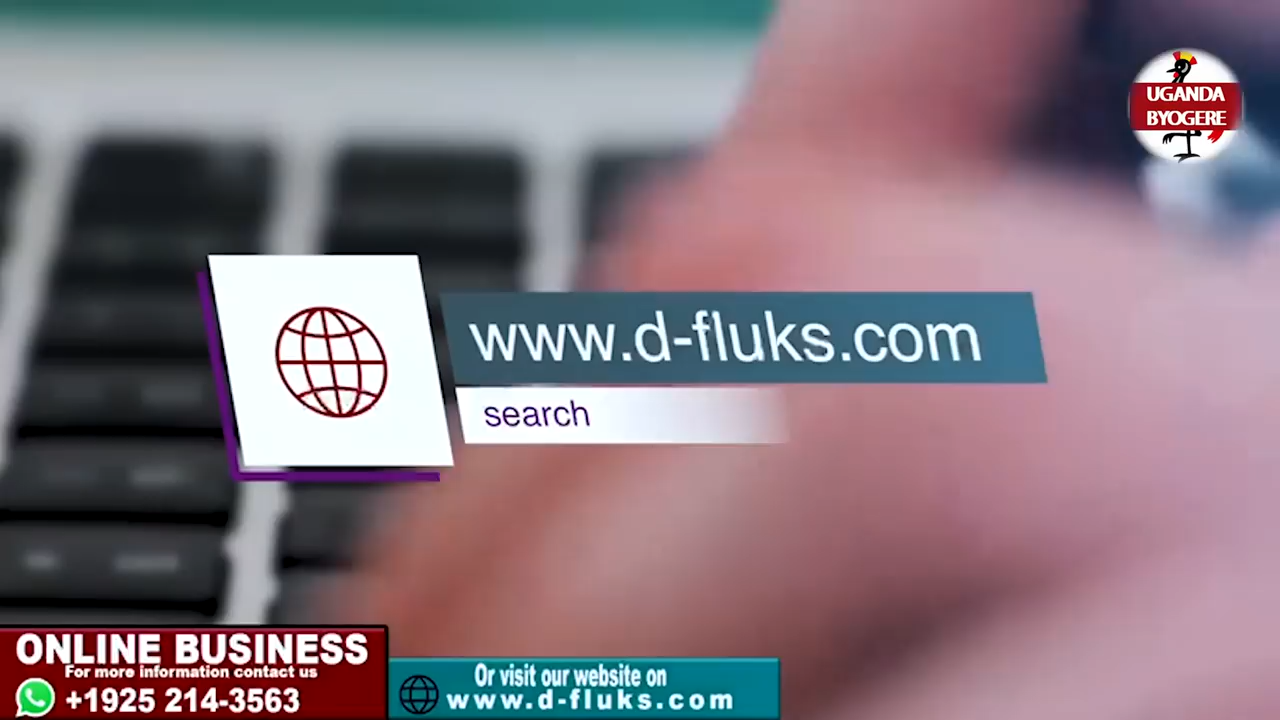 UGANDA
BYOGERE
www.d-fluks.com
search
ONLINE BUSINESS
For more information contact us
+1925 214-3563
Or visit our website on
www.d-fluks.com